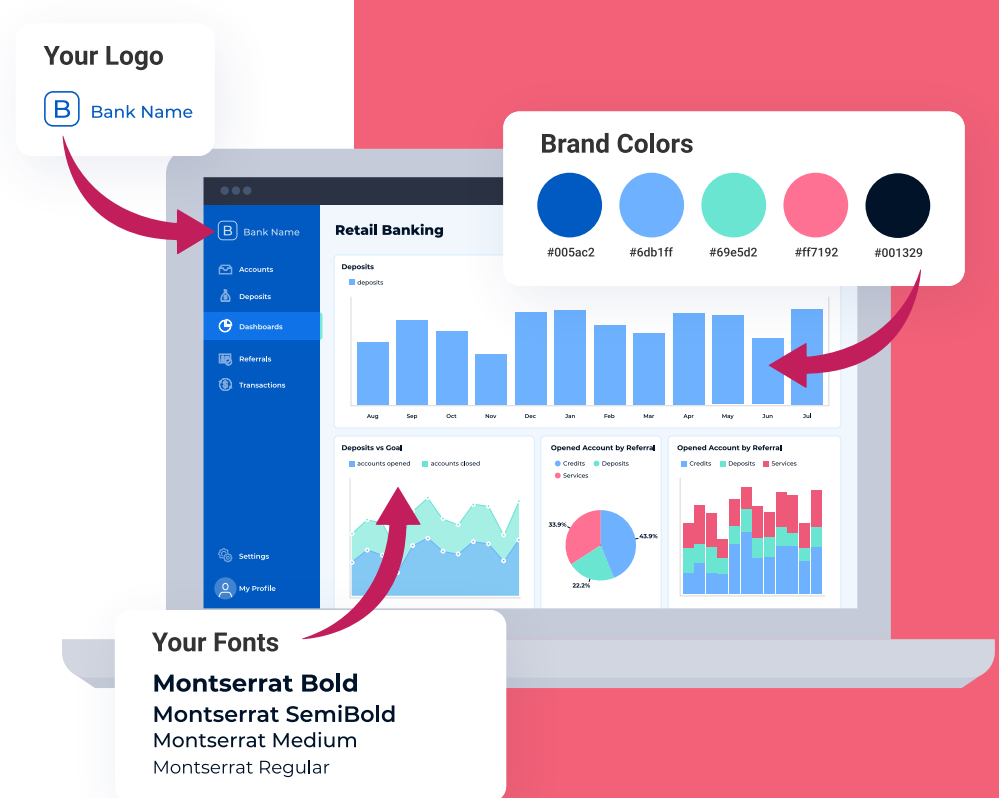 Your Logo
B Bank Name
Brand Colors
#005ac2 #6db1ff #69e5d2 #ff7192 #001329
B Bank Name
Accounts
Deposits
Dashboards
Referrals
Transactions
Settings
My Profile
Retail Banking
Deposits
deposits
Aug Sep Oct Nov Dec Jan Feb Mar Apr May Jun Jul
Deposits vs Goal
accounts opened accounts closed
Opened Account by Referral
Credits Deposits
Services
33.9%
43.9%
22.2%
Opened Account by Referral
Credits Deposits Services
Your Fonts
Montserrat Bold
Montserrat SemiBold
Montserrat Medium
Montserrat Regular